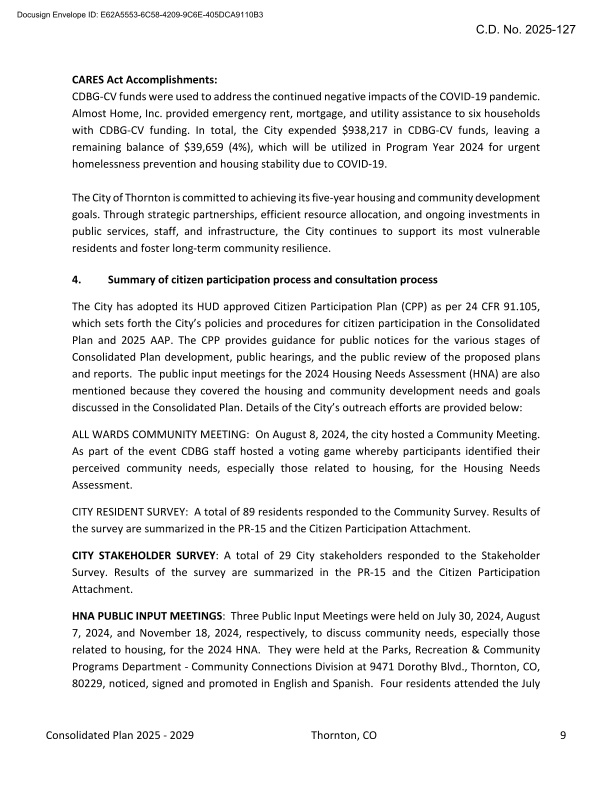 Docusign Envelope ID: E62A5553-6C58-4209-9C6E-405DCA9110B3
C.D. No. 2025-127
CARES Act Accomplishments:
CDBG-CV funds were used to address the continued negative impacts of the COVID-19 pandemic.
Almost Home, Inc. provided emergency rent, mortgage, and utility assistance to six households
with CDBG-CV funding. In total, the City expended $938,217 in CDBG-CV funds, leaving a
remaining balance of $39,659 (4%), which will be utilized in Program Year 2024 for urgent
homelessness prevention and housing stability due to COVID-19.
The City of Thornton is committed to achieving its five-year housing and community development
goals. Through strategic partnerships, efficient resource allocation, and ongoing investments in
public services, staff, and infrastructure, the City continues to support its most vulnerable
residents and foster long-term community resilience.
4. Summary of citizen participation process and consultation process
The City has adopted its HUD approved Citizen Participation Plan (CPP) as per 24 CFR 91.105,
which sets forth the City's policies and procedures for citizen participation in the Consolidated
Plan and 2025 AAP. The CPP provides guidance for public notices for the various stages of
Consolidated Plan development, public hearings, and the public review of the proposed plans
and reports. The public input meetings for the 2024 Housing Needs Assessment (HNA) are also
mentioned because they covered the housing and community development needs and goals
discussed in the Consolidated Plan. Details of the City's outreach efforts are provided below:
ALL WARDS COMMUNITY MEETING: On August 8, 2024, the city hosted a Community Meeting.
As part of the event CDBG staff hosted a voting game whereby participants identified their
perceived community needs, especially those related to housing, for the Housing Needs
Assessment.
CITY RESIDENT SURVEY: A total of 89 residents responded to the Community Survey. Results of
the survey are summarized in the PR-15 and the Citizen Participation Attachment.
CITY STAKEHOLDER SURVEY: A total of 29 City stakeholders responded to the Stakeholder
Survey. Results of the survey are summarized in the PR-15 and the Citizen Participation
Attachment.
HNA PUBLIC INPUT MEETINGS: Three Public Input Meetings were held on July 30, 2024, August
7, 2024, and November 18, 2024, respectively, to discuss community needs, especially those
related to housing, for the 2024 HNA. They were held at the Parks, Recreation & Community
Programs Department - Community Connections Division at 9471 Dorothy Blvd., Thornton, CO,
80229, noticed, signed and promoted in English and Spanish. Four residents attended the July
Consolidated Plan 2025 - 2029 Thornton, CO 9